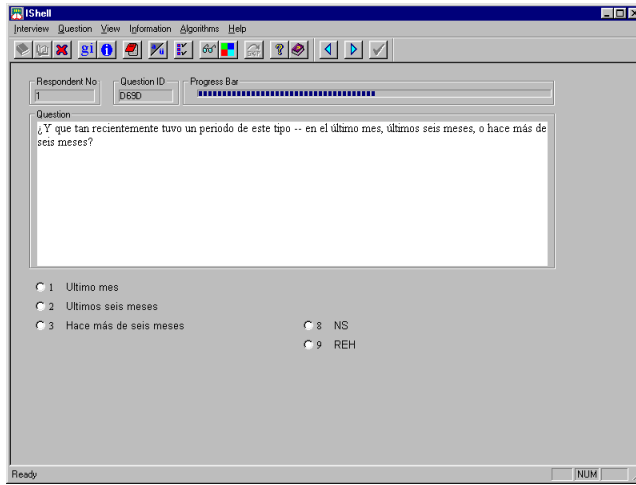 IShell
Interview Question View Information Algorithms Help
gi
Respondent No
1
Question ID
D69D
Progress Bar
Question
¿Y que tan recientemente tuvo un periodo de este tipo -- en el último mes, últimos seis meses, o hace más de
seis meses?
1 Ultimo mes
2 Ultimos seis meses
3 Hace más de seis meses
8 NS
9 REH
Ready
NUM